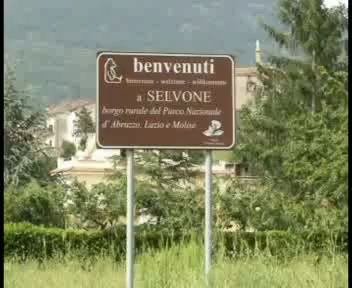 benvenuti
bienvenue - welcome - willkommen
a SELVONE
borgo rurale del Parco Nazionale
d'Abruzzo, Lazio e Molise